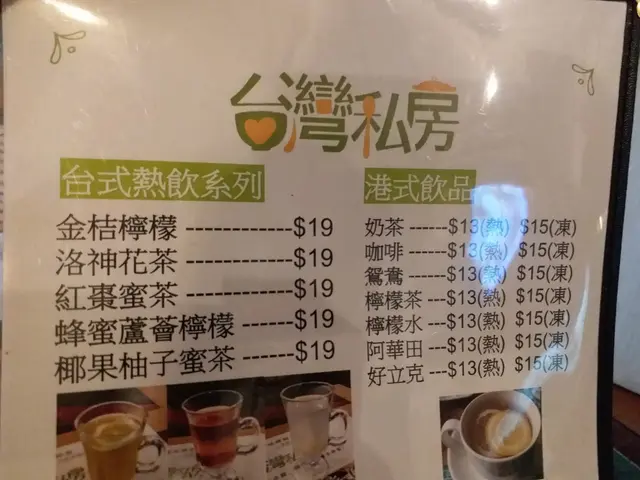 台灣私房
台式熱飲系列
金桔檸檬 -------------$19
洛神花茶 -------------$19
紅棗蜜茶 -------------$19
蜂蜜蘆薈檸檬 -------$19
椰果柚子蜜茶 -------$19
港式飲品
奶茶 ------$13(熱) $15(凍)
咖啡 ------$13(熱) $15(凍)
鴛鴦 ------$13(熱) $15(凍)
檸檬茶 ---$13(熱) $15(凍)
檸檬水 ---$13(熱) $15(凍)
阿華田 ---$13(熱) $15(凍)
好立克 ---$13(熱) $15(凍)